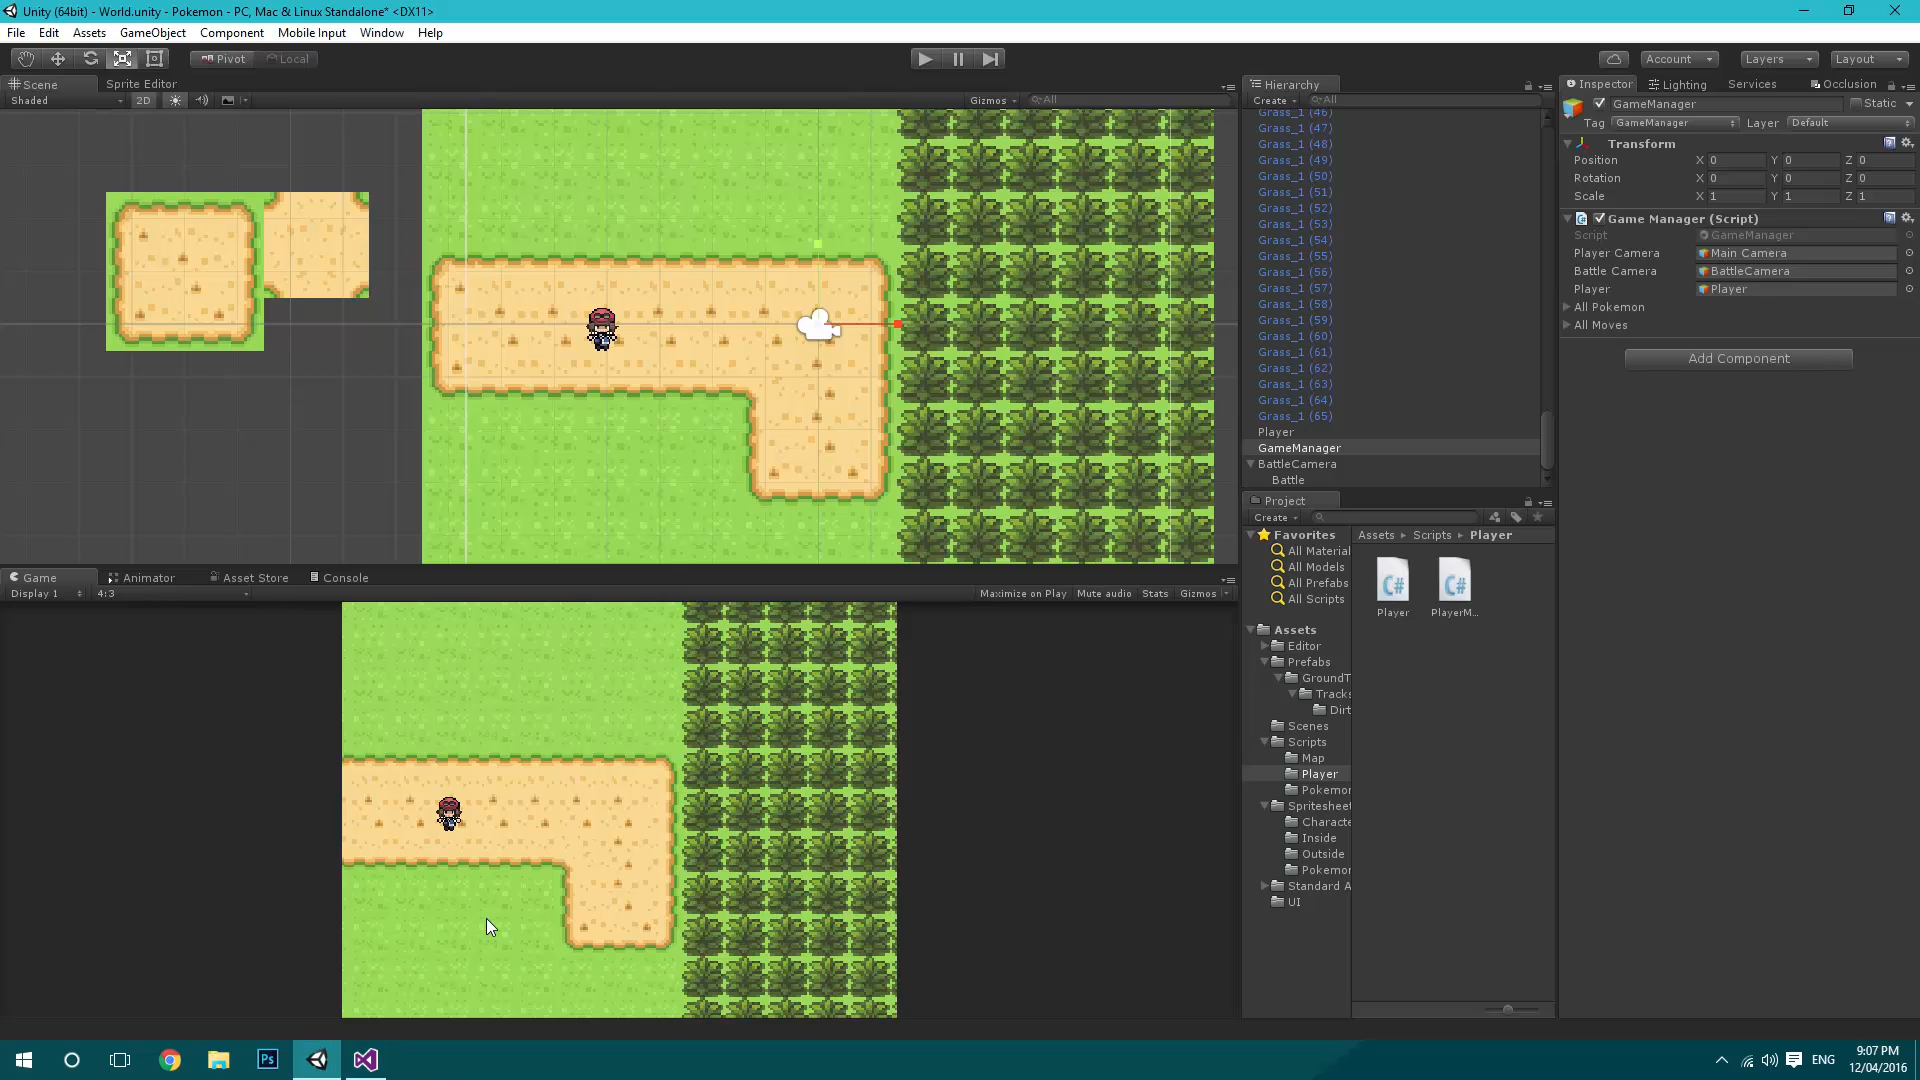 Unity (64bit) - World.unity - Pokemon - PC, Mac & Linux Standalone* <DX11>
File Edit Assets GameObject Component Mobile Input Window Help
Pivot Local Account Layers Layout
Scene Sprite Editor
Shaded 2D Gizmos All
Hierarchy
Create All
Grass_1 (46)
Grass_1 (47)
Grass_1 (48)
Grass_1 (49)
Grass_1 (50)
Grass_1 (51)
Grass_1 (52)
Grass_1 (53)
Grass_1 (54)
Grass_1 (55)
Grass_1 (56)
Grass_1 (57)
Grass_1 (58)
Grass_1 (59)
Grass_1 (60)
Grass_1 (61)
Grass_1 (62)
Grass_1 (63)
Grass_1 (64)
Grass_1 (65)
Player
GameManager
BattleCamera
Battle
Inspector Lighting Services Occlusion
GameManager Static
Tag GameManager Layer Default
Transform
Position X 0 Y 0 Z 0
Rotation X 0 Y 0 Z 0
Scale X 1 Y 1 Z 1
Game Manager (Script)
Script GameManager
Player Camera Main Camera
Battle Camera BattleCamera
Player Player
All Pokemon
All Moves
Add Component
Game Animator Asset Store Console
Display 1 4:3 Maximize on Play Mute audio Stats Gizmos
Project
Create
Favorites
All Material
All Models
All Prefabs
All Scripts
Assets
Editor
Prefabs
GroundT
Tracks
Dirt
Scenes
Scripts
Map
Player
Pokemon
Spritesheet
Characte
Inside
Outside
Pokemon
Standard A
UI
Assets Scripts Player
C# C#
Player PlayerM...
Ps ENG 9:07 PM
12/04/2016